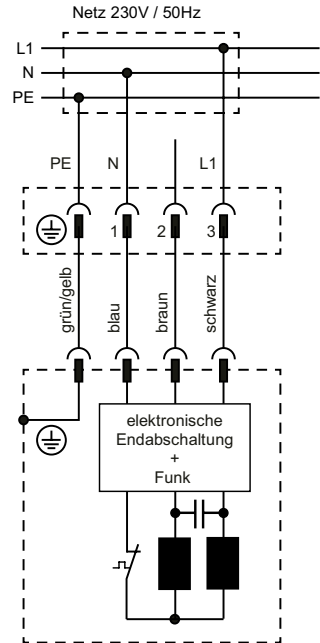 Netz 230V / 50Hz
L1
N
PE
PE N L1
1 2 3
grün/gelb
blau
braun
schwarz
elektronische
Endabschaltung
+
Funk